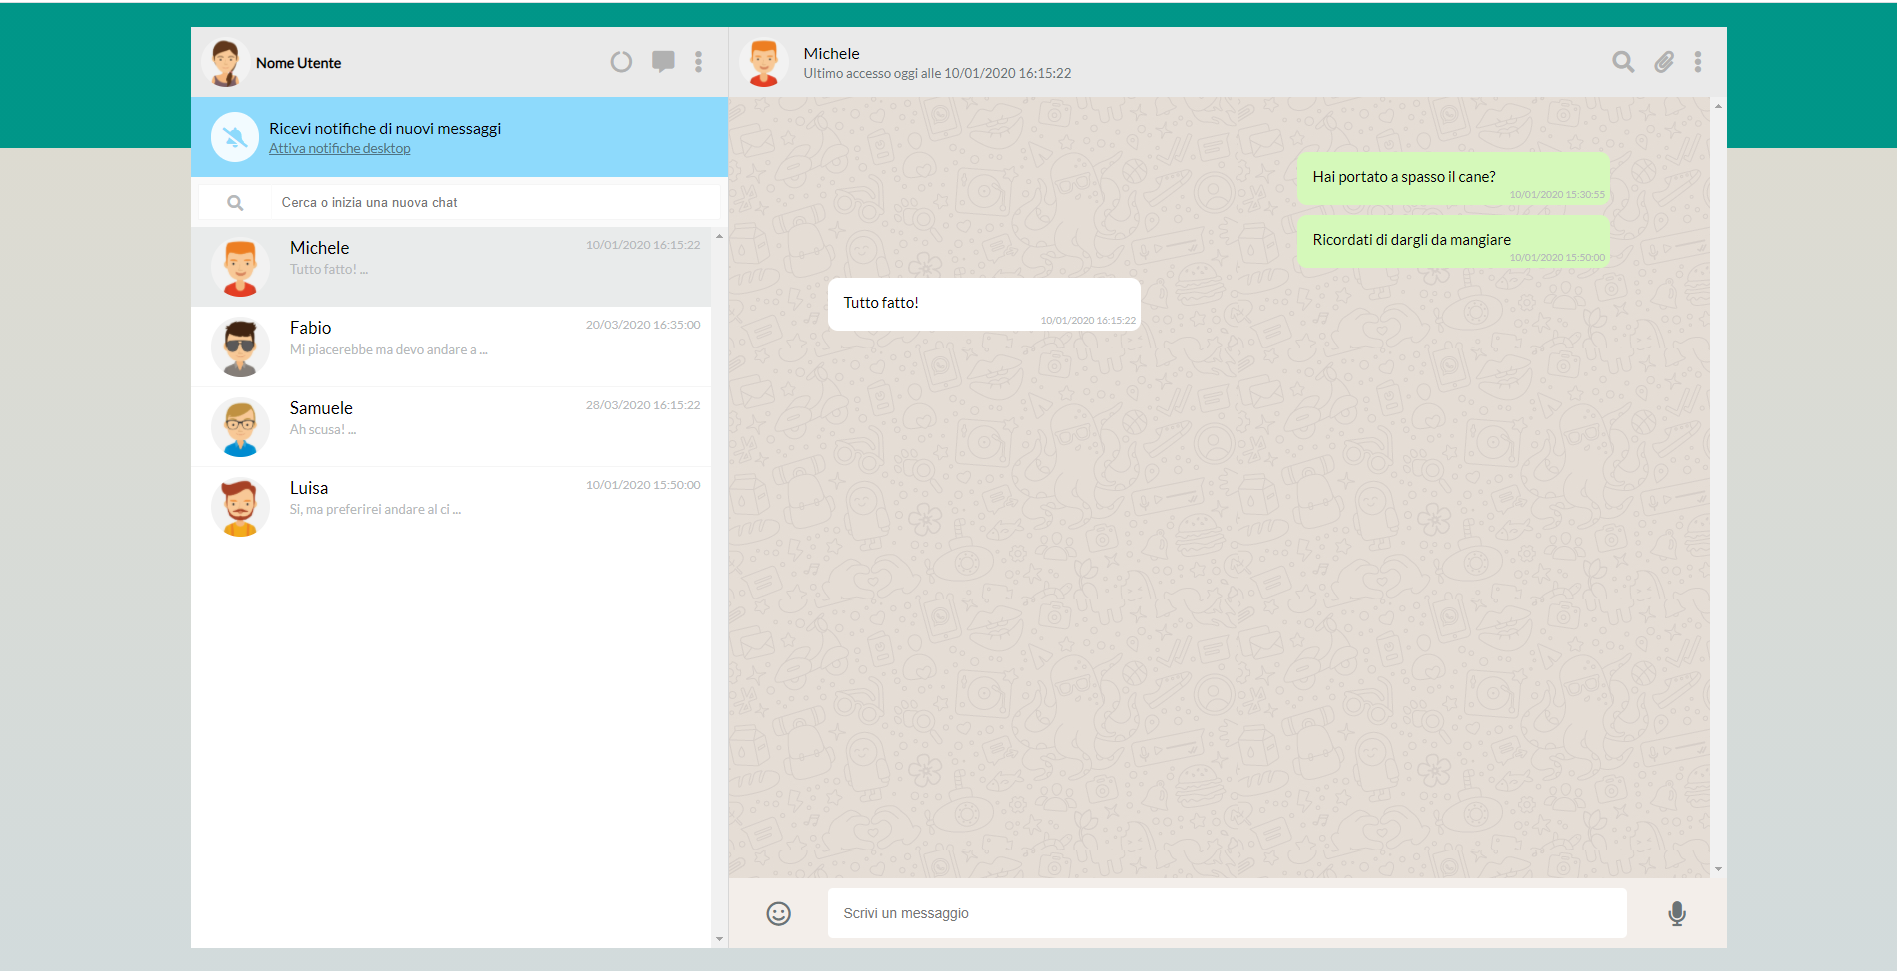 Nome Utente
Ricevi notifiche di nuovi messaggi
Attiva notifiche desktop
Cerca o inizia una nuova chat
Michele
10/01/2020 16:15:22
Tutto fatto! ...
Fabio
20/03/2020 16:35:00
Mi piacerebbe ma devo andare a ...
Samuele
28/03/2020 16:15:22
Ah scusa! ...
Luisa
10/01/2020 15:50:00
Si, ma preferirei andare al ci ...
Michele
Ultimo accesso oggi alle 10/01/2020 16:15:22
Hai portato a spasso il cane?
10/01/2020 15:30:55
Ricordati di dargli da mangiare
10/01/2020 15:50:00
Tutto fatto!
10/01/2020 16:15:22
Scrivi un messaggio